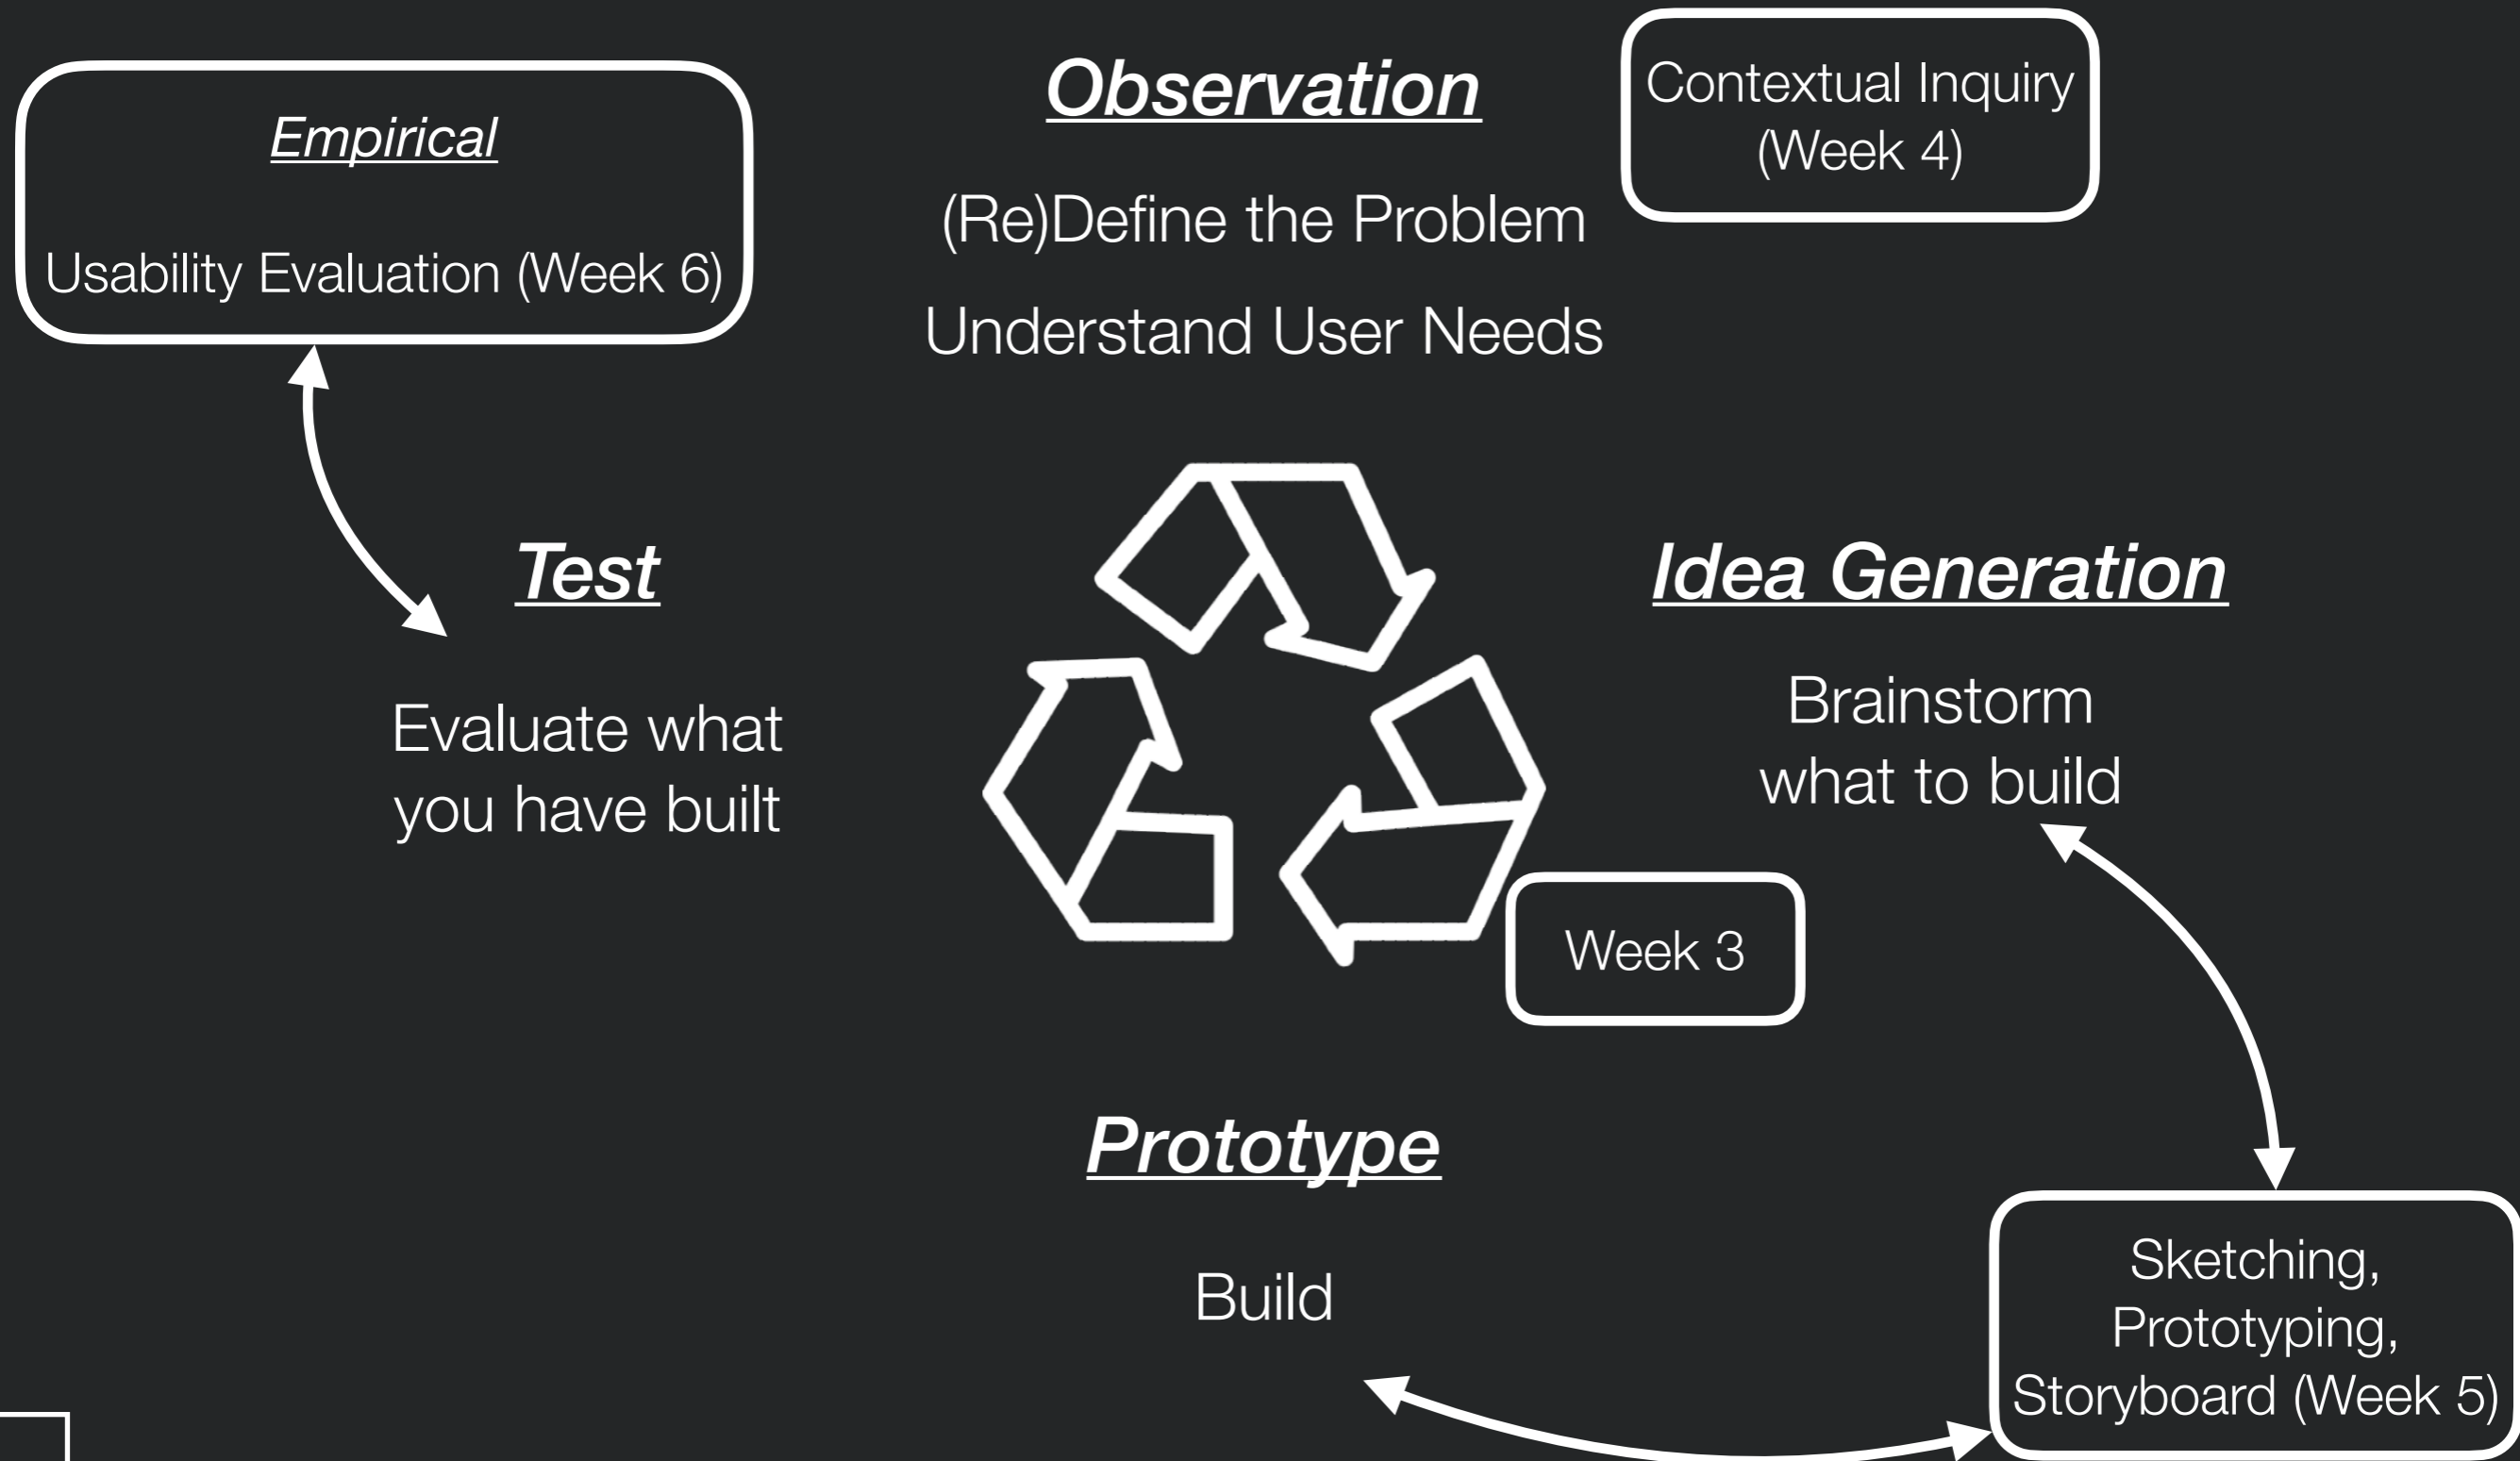 Empirical
Usability Evaluation (Week 6)
Observation
(Re)Define the Problem
Understand User Needs
Contextual Inquiry
(Week 4)
Test
Evaluate what
you have built
Idea Generation
Brainstorm
what to build
Week 3
Prototype
Build
Sketching,
Prototyping,
Storyboard (Week 5)